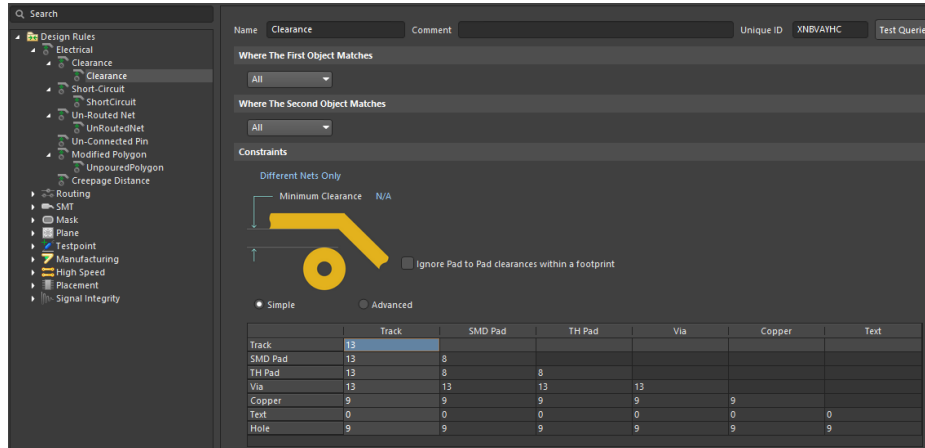 Search
Design Rules
Electrical
Clearance
Clearance
Short-Circuit
ShortCircuit
Un-Routed Net
UnRoutedNet
Un-Connected Pin
Modified Polygon
UnpouredPolygon
Creepage Distance
Routing
SMT
Mask
Plane
Testpoint
Manufacturing
High Speed
Placement
Signal Integrity
Name Clearance Comment Unique ID XNBVAYHC Test Querie
Where The First Object Matches
All
Where The Second Object Matches
All
Constraints
Different Nets Only
Minimum Clearance N/A
Ignore Pad to Pad clearances within a footprint
Simple Advanced
Track SMD Pad TH Pad Via Copper Text
Track 13
SMD Pad 13 8
TH Pad 13 8 8
Via 13 13 13 13
Copper 9 9 9 9 9
Text 0 0 0 0 0 0
Hole 9 9 9 9 9 9